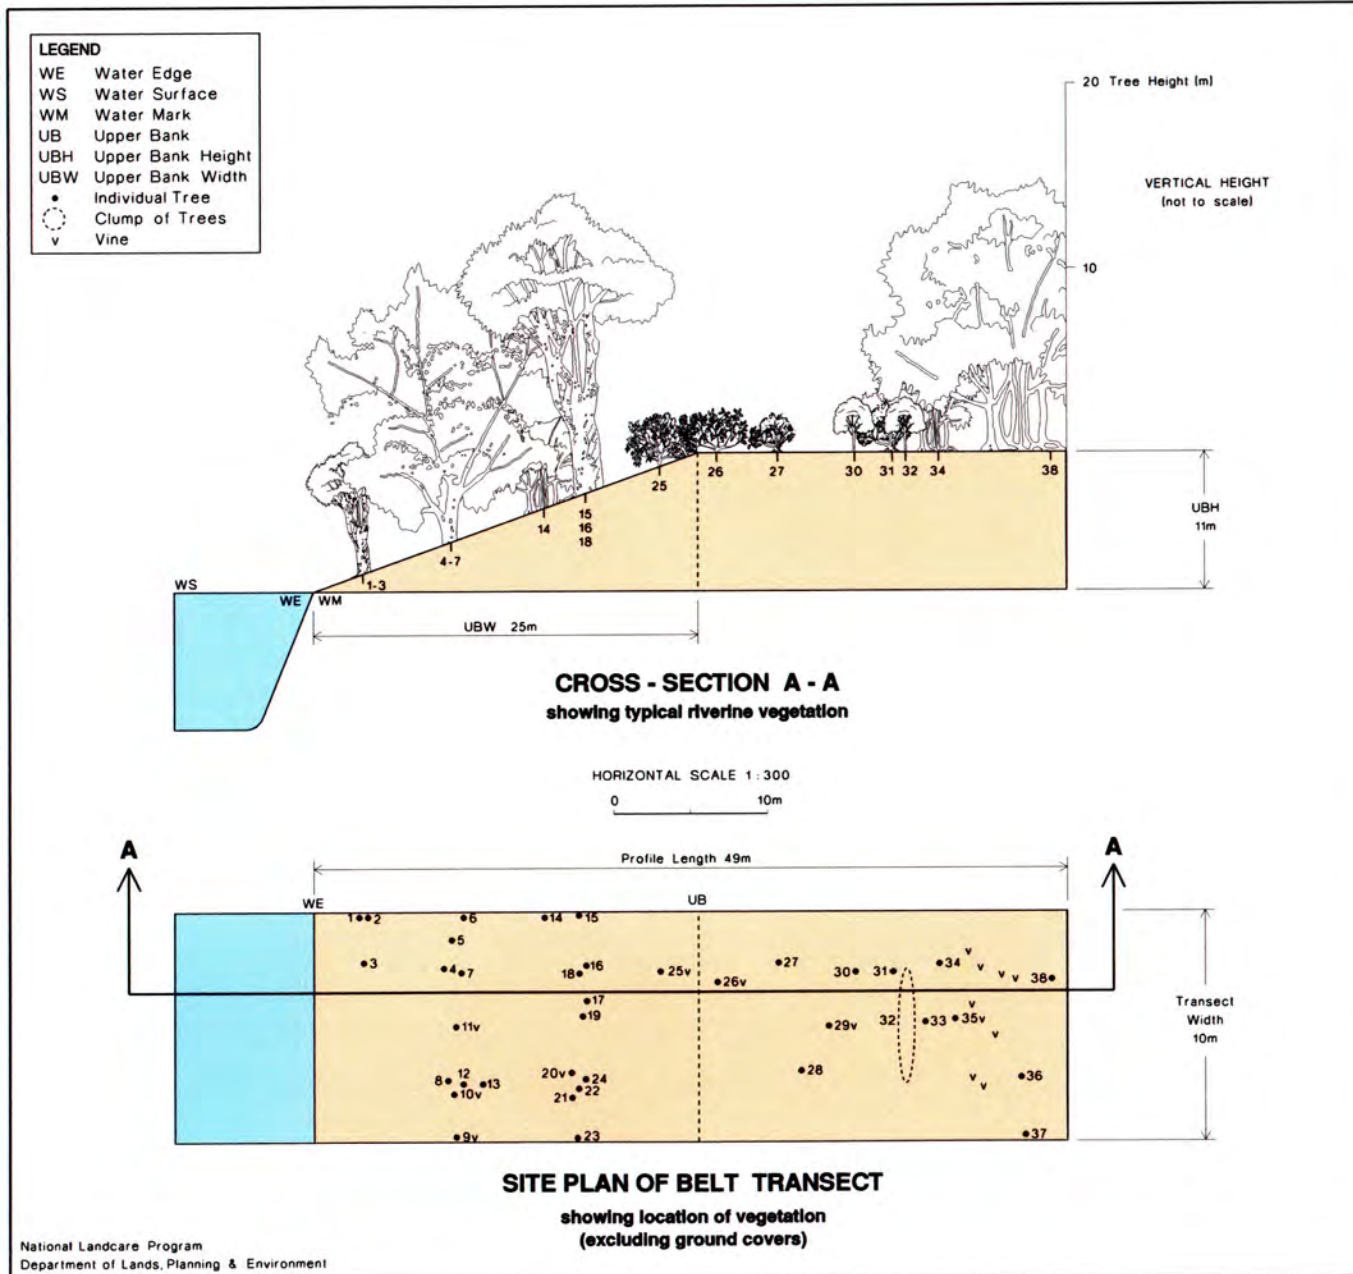 LEGEND
WE Water Edge
WS Water Surface
WM Water Mark
UB Upper Bank
UBH Upper Bank Height
UBW Upper Bank Width
Individual Tree
Clump of Trees
v Vine
20 Tree Height (m)
VERTICAL HEIGHT
(not to scale)
10
25 26 27 30 31 32 34 38
14
15
16
18
4-7
1-3
UBH
11m
WS
WE WM
UBW 25m
CROSS - SECTION A - A
showing typical riverine vegetation
HORIZONTAL SCALE 1 : 300
0 10m
A A
Profile Length 49m
WE UB
1 2 6 14 15
5
3 4 7 18 16 25v 26v 27 30 31 34 38
v
v
v
v
17
19
11v
29v 32 33 35v
v
v
Transect
Width
10m
8 12 13
10v
20v 24
22
21
28
v
v
36
9v 23 37
SITE PLAN OF BELT TRANSECT
showing location of vegetation
(excluding ground covers)
National Landcare Program
Department of Lands, Planning & Environment